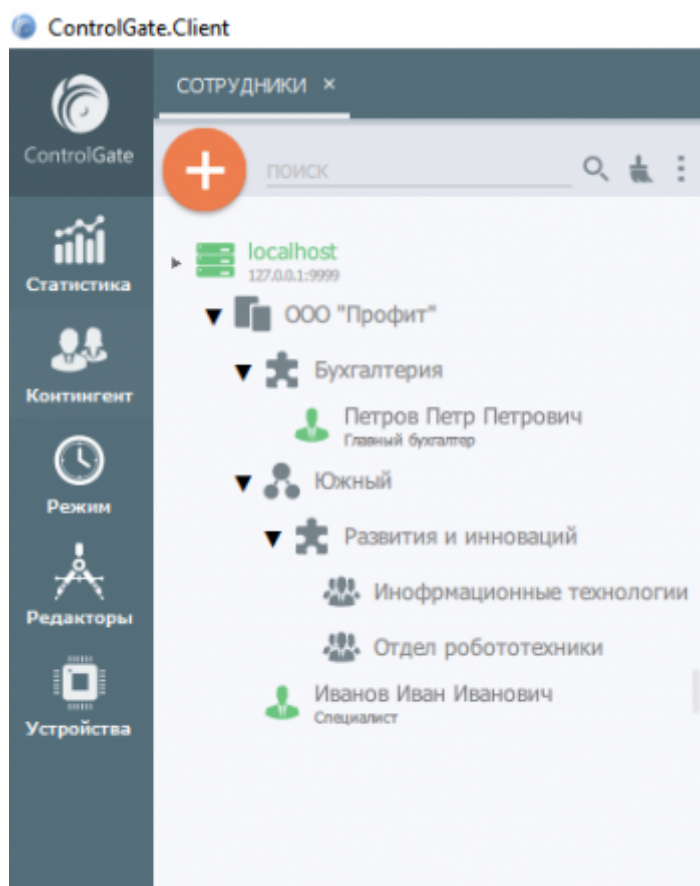 ControlGate.Client
ControlGate
СОТРУДНИКИ ×
поиск
localhost
127.0.0.1:9999
ООО "Профит"
Бухгалтерия
Петров Петр Петрович
Главный бухгалтер
Южный
Развития и инноваций
Инофрмационные технологии
Отдел робототехники
Иванов Иван Иванович
Специалист
Статистика
Контингент
Режим
Редакторы
Устройства